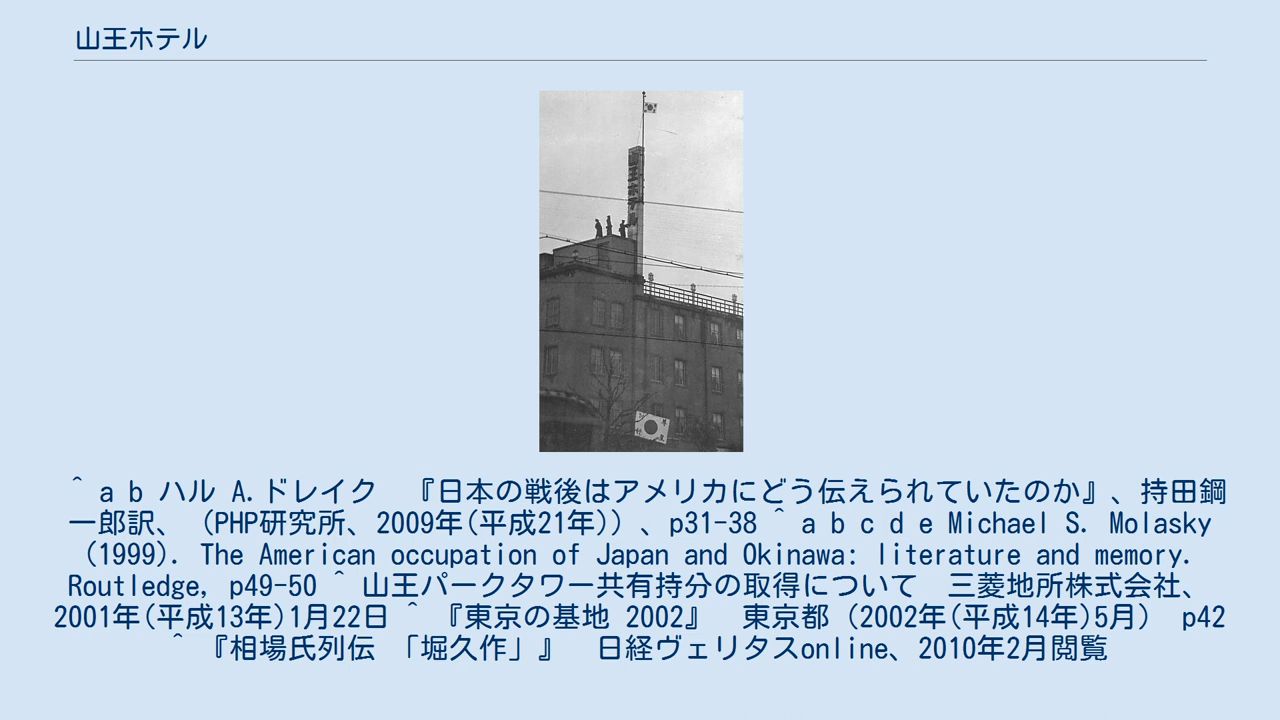 山王ホテル
^ a b ハル A.ドレイク　『日本の戦後はアメリカにどう伝えられていたのか』、持田鋼
一郎訳、（PHP研究所、2009年(平成21年)）、p31-38 ^ a b c d e Michael S. Molasky
(1999). The American occupation of Japan and Okinawa: literature and memory.
Routledge, p49-50 ^ 山王パークタワー共有持分の取得について　三菱地所株式会社、
2001年(平成13年)1月22日 ^ 『東京の基地 2002』　東京都（2002年(平成14年)5月） p42
^ 『相場氏列伝 「堀久作」』　日経ヴェリタスonline、2010年2月閲覧